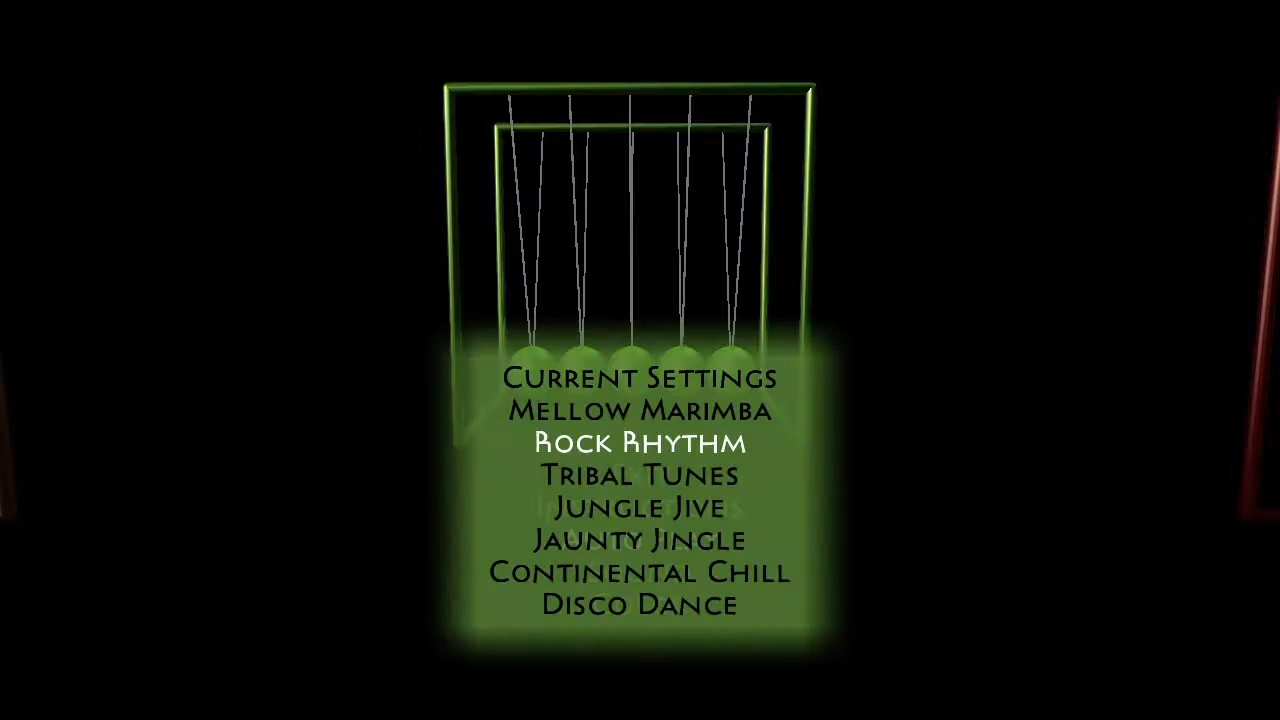 Current Settings
Mellow Marimba
Rock Rhythm
Tribal Tunes
Jungle Jive
Jaunty Jingle
Continental Chill
Disco Dance